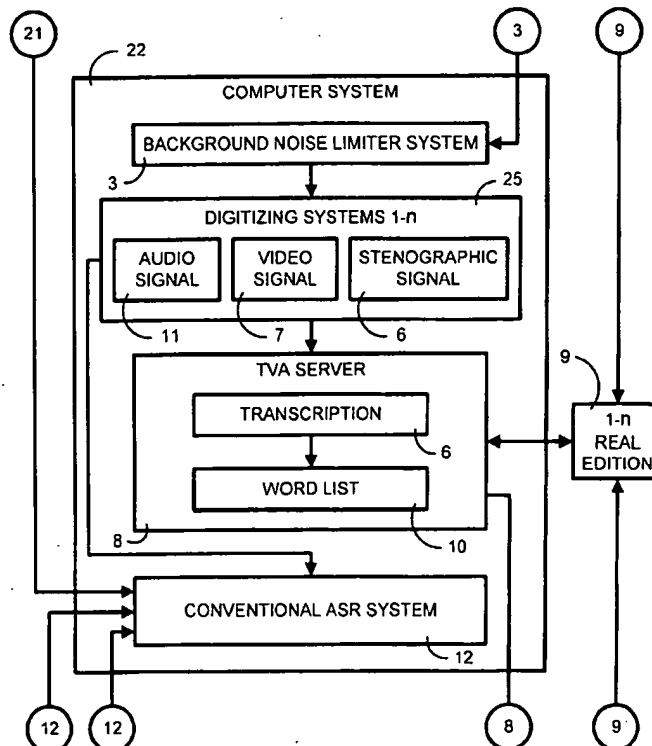 21
3
9
22
COMPUTER SYSTEM
BACKGROUND NOISE LIMITER SYSTEM
3
25
DIGITIZING SYSTEMS 1-n
AUDIO
SIGNAL
VIDEO
SIGNAL
STENOGRAPHIC
SIGNAL
11
7
6
TVA SERVER
TRANSCRIPTION
6
WORD LIST
8
10
9
1-n
REAL
EDITION
CONVENTIONAL ASR SYSTEM
12
12
12
8
9